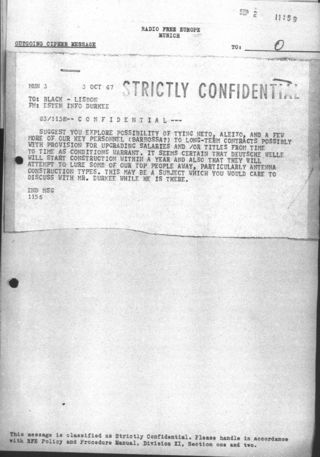 SEP 2
11:59
RADIO FREE EUROPE
MUNICH
OUTGOING CIPHER MESSAGE
TO: O
MUN 3 3 OCT 67 STRICTLY CONFIDENTIAL
TO: BLACK - LISBON
FM: ISTEN INFO DURKEE
03/1158-- C O N F I D E N T I A L ---
SUGGEST YOU EXPLORE POSSIBILITY OF TYING NETO, ALEIXO, AND A FEW
MORE OF OUR KEY PERSONNEL (BARBOSSA?) TO LONG-TERM CONTRACTS POSSIBLY
WITH PROVISION FOR UPGRADING SALARIES AND /OR TITLES FROM TIME
TO TIME AS CONDITIONS WARRANT. IT SEEMS CERTAIN THAT DEUTSCHE WELLE
WILL START CONSTRUCTION WITHIN A YEAR AND ALSO THAT THEY WILL
ATTEMPT TO LURE SOME OF OUR TOP PEOPLE AWAY, PARTICULARLY ANTENNA
CONSTRUCTION TYPES. THIS MAY BE A SUBJECT WHICH YOU WOULD CARE TO
DISCUSS WITH MR. DURKEE WHILE HE IS THERE.
END MSG
1156
This message is classified as Strictly Confidential. Please handle in accordance
with RFE Policy and Procedure Manual, Division XI, Section one and two.